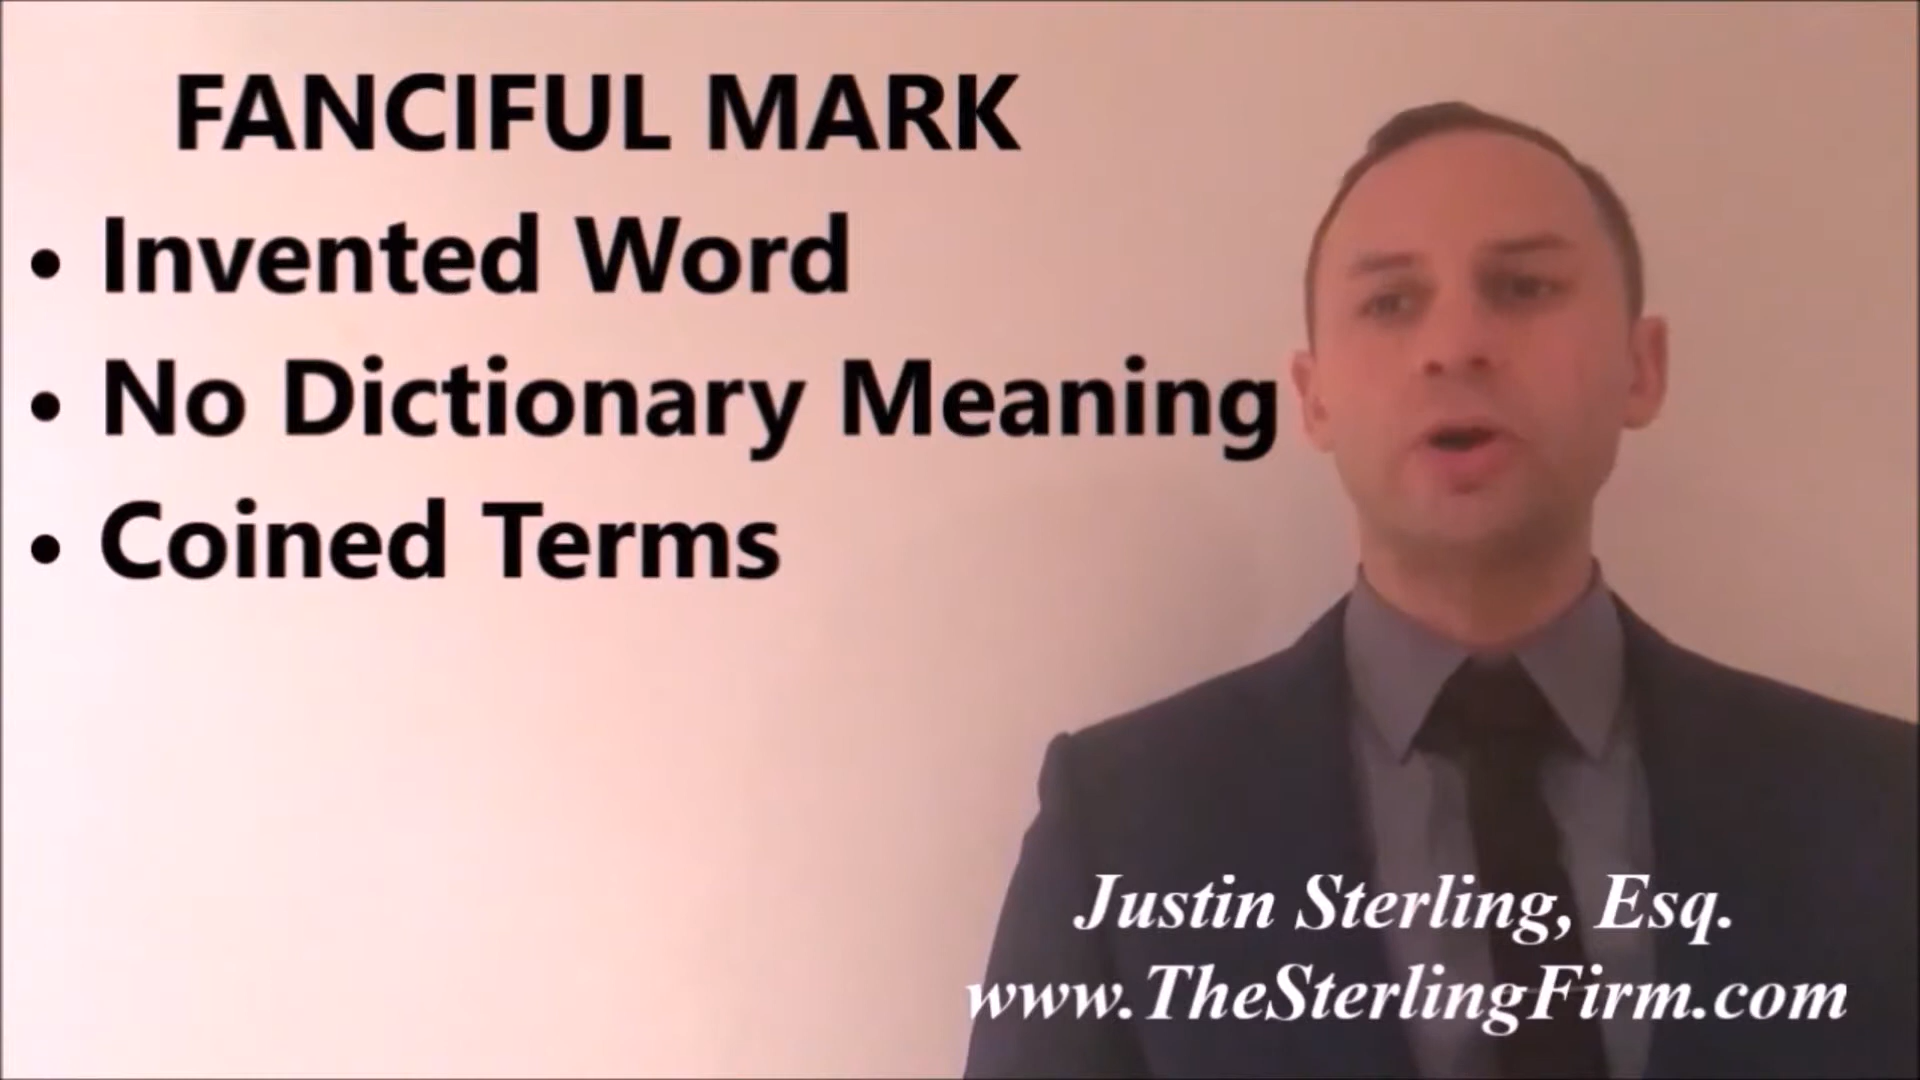 FANCIFUL MARK
• Invented Word
• No Dictionary Meaning
• Coined Terms
Justin Sterling, Esq.
www.TheSterlingFirm.com